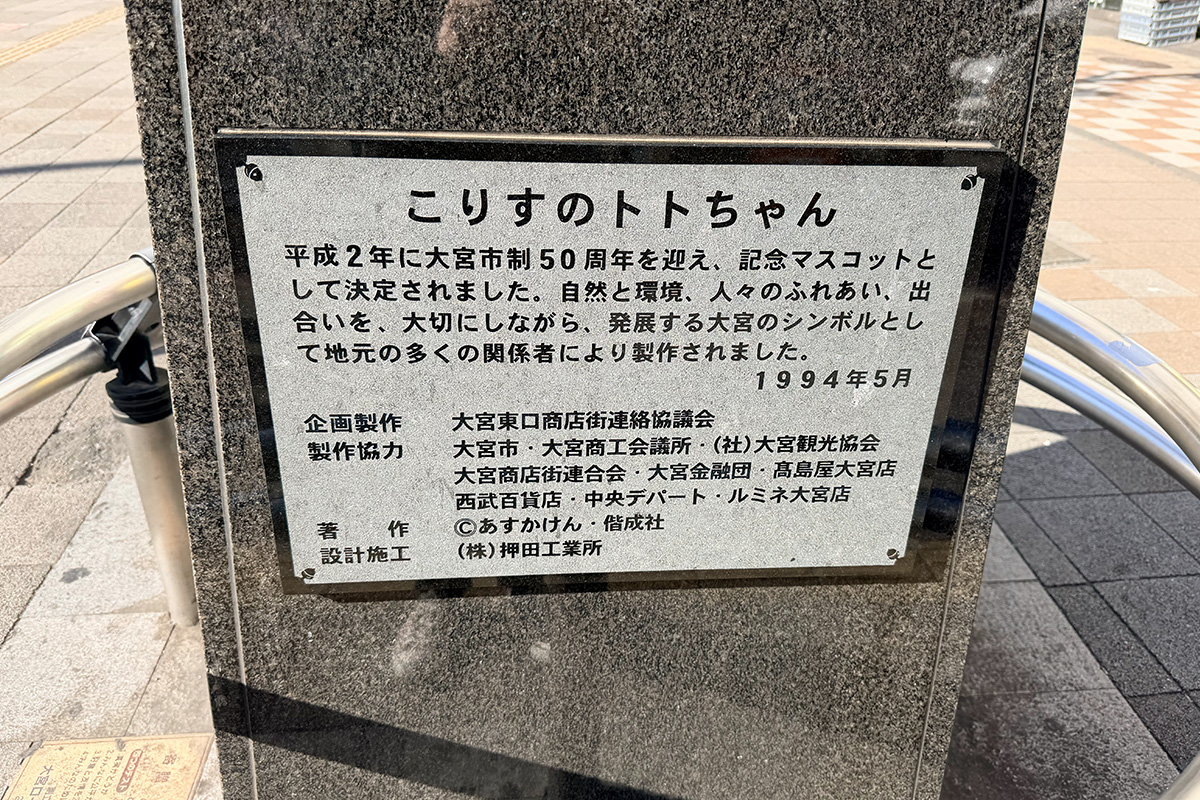 こりすのトトちゃん
平成2年に大宮市制50周年を迎え、記念マスコットと
して決定されました。自然と環境、人々のふれあい、出
合いを、大切にしながら、発展する大宮のシンボルとし
て地元の多くの関係者により製作されました。
1994年5月
企画製作 大宮東口商店街連絡協議会
製作協力 大宮市・大宮商工会議所・(社)大宮観光協会
大宮商店街連合会・大宮金融団・髙島屋大宮店
西武百貨店・中央デパート・ルミネ大宮店
著 作 ©あすかけん・偕成社
設計施工 (株)押田工業所